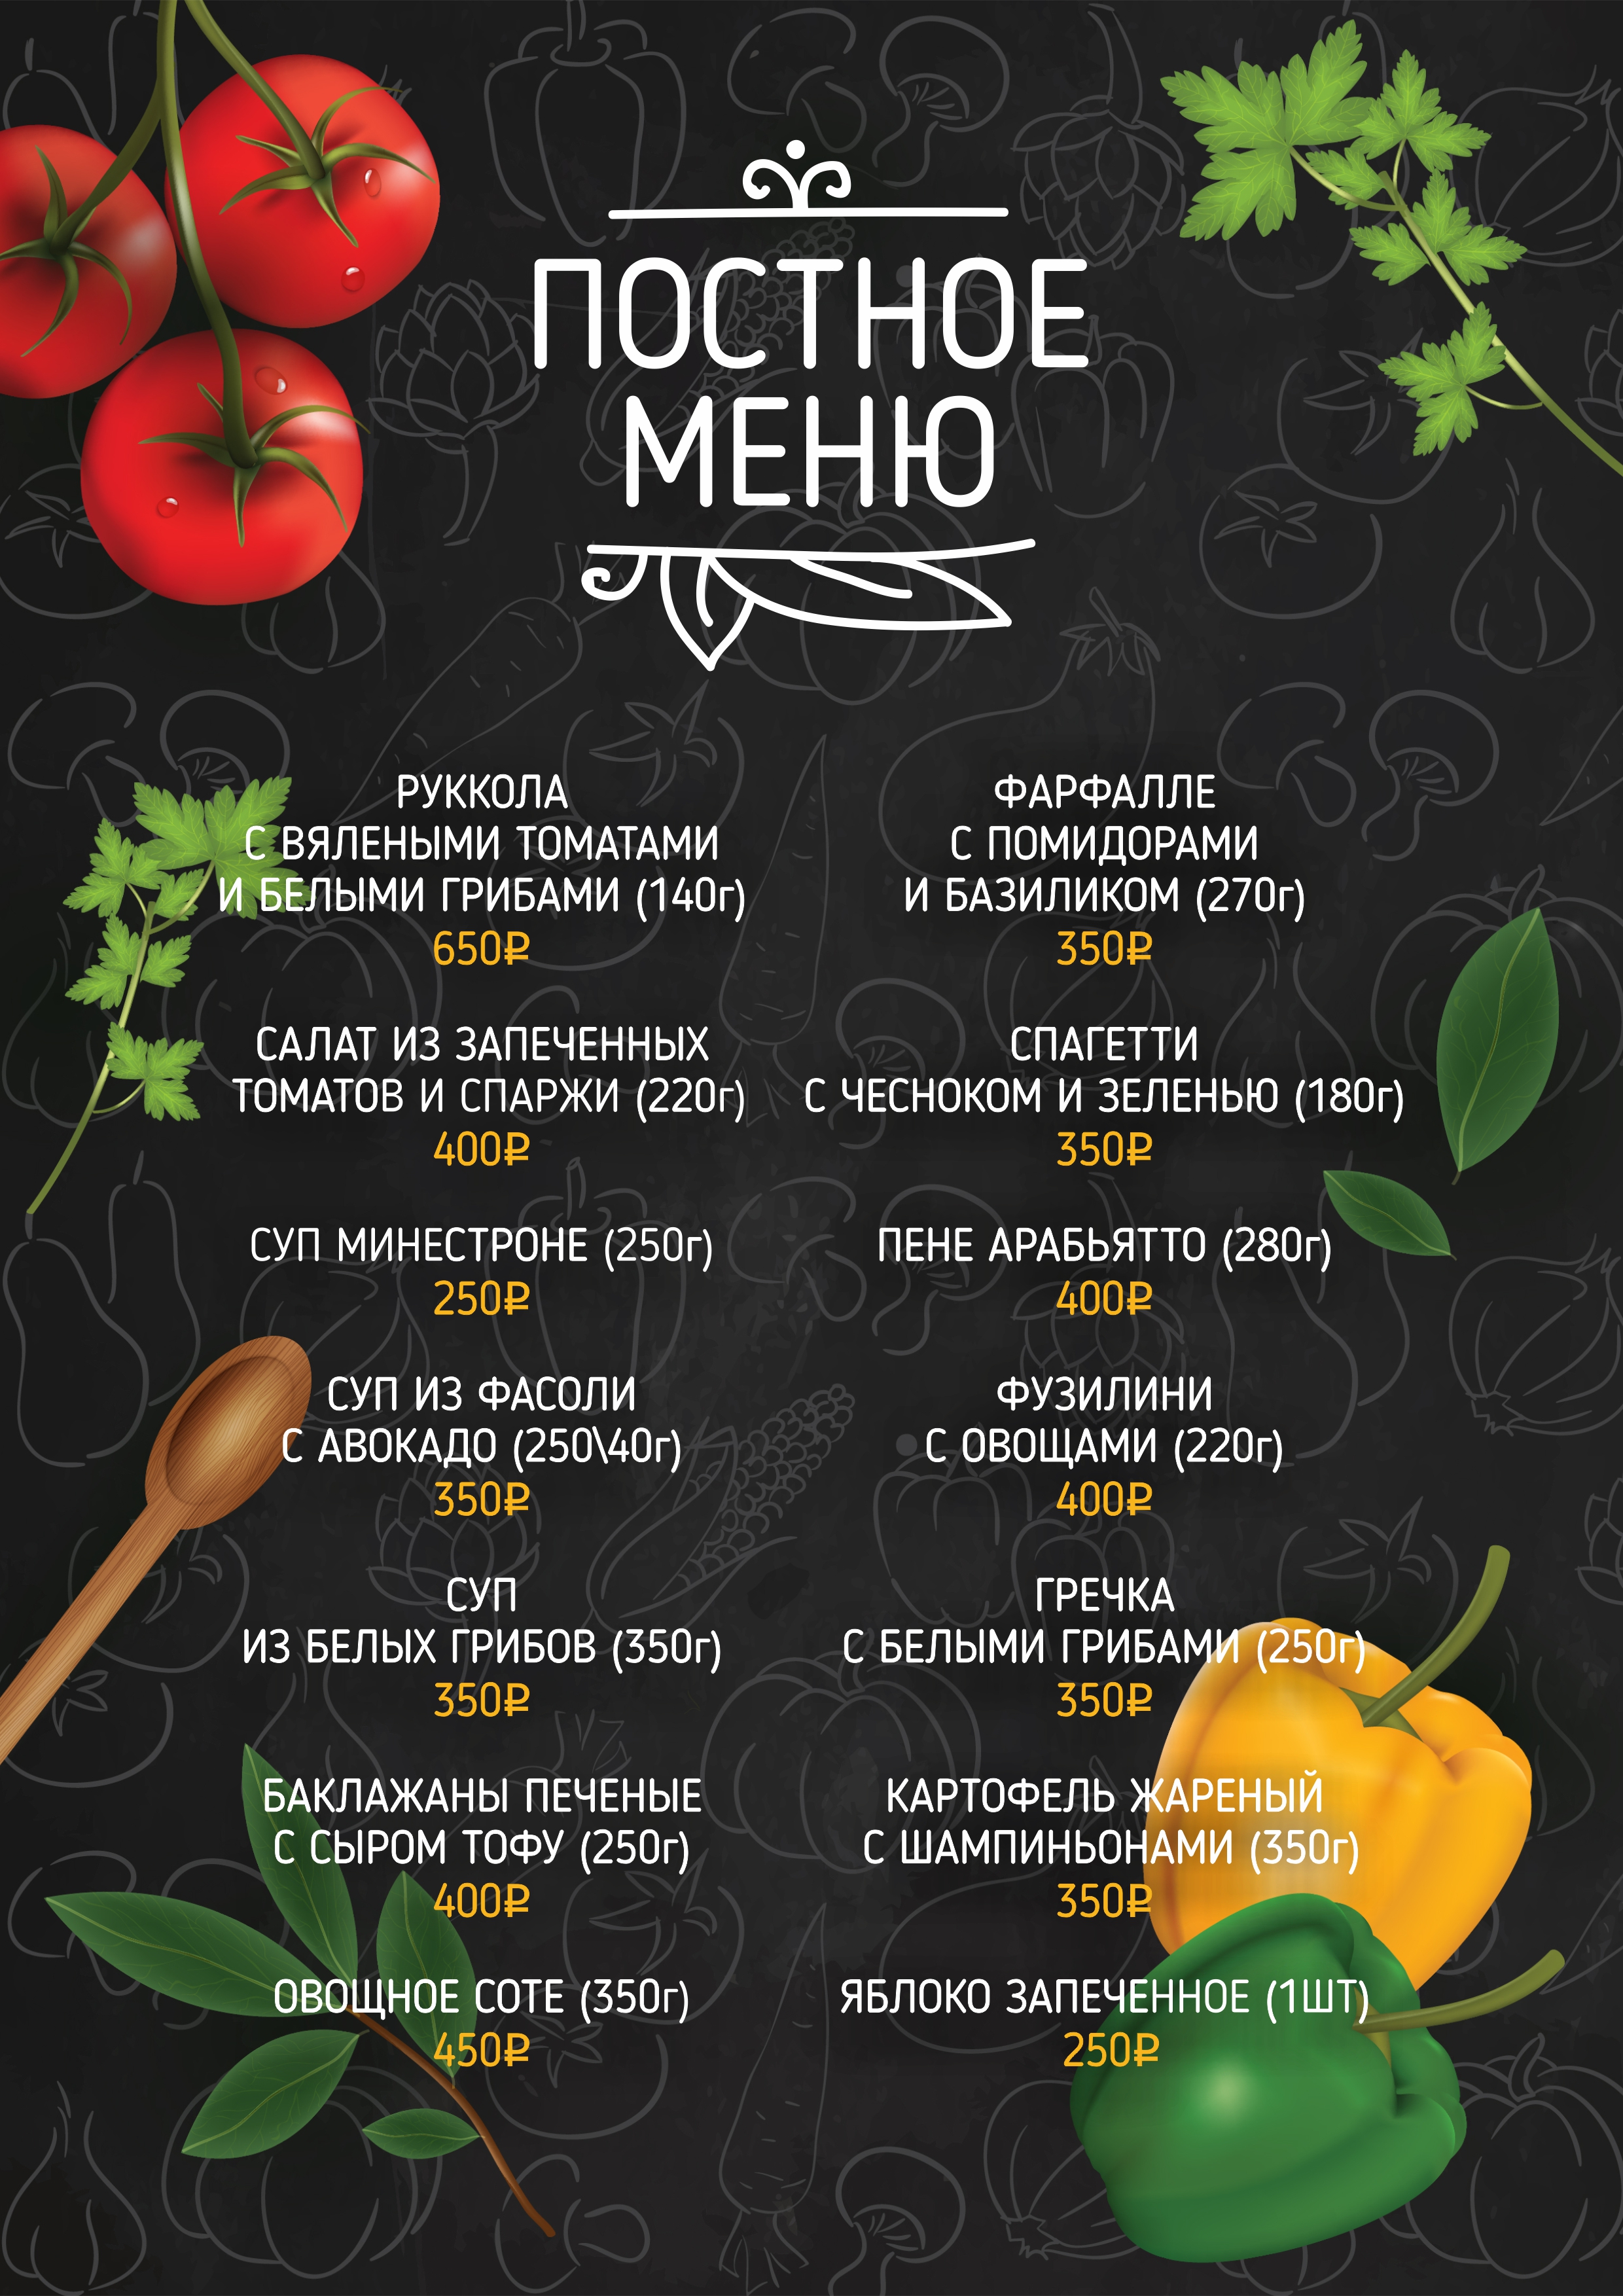 ПОСТНОЕ
МЕНЮ
РУККОЛА
С ВЯЛЕНЫМИ ТОМАТАМИ
И БЕЛЫМИ ГРИБАМИ (140г)
650₽
САЛАТ ИЗ ЗАПЕЧЕННЫХ
ТОМАТОВ И СПАРЖИ (220г)
400₽
СУП МИНЕСТРОНЕ (250г)
250₽
СУП ИЗ ФАСОЛИ
С АВОКАДО (250\40г)
350₽
СУП
ИЗ БЕЛЫХ ГРИБОВ (350г)
350₽
БАКЛАЖАНЫ ПЕЧЕНЫЕ
С СЫРОМ ТОФУ (250г)
400₽
ОВОЩНОЕ СОТЕ (350г)
450₽
ФАРФАЛЛЕ
С ПОМИДОРАМИ
И БАЗИЛИКОМ (270г)
350₽
СПАГЕТТИ
С ЧЕСНОКОМ И ЗЕЛЕНЬЮ (180г)
350₽
ПЕНЕ АРАБЬЯТТО (280г)
400₽
ФУЗИЛИНИ
С ОВОЩАМИ (220г)
400₽
ГРЕЧКА
С БЕЛЫМИ ГРИБАМИ (250г)
350₽
КАРТОФЕЛЬ ЖАРЕНЫЙ
С ШАМПИНЬОНАМИ (350г)
350₽
ЯБЛОКО ЗАПЕЧЕННОЕ (1ШТ)
250₽